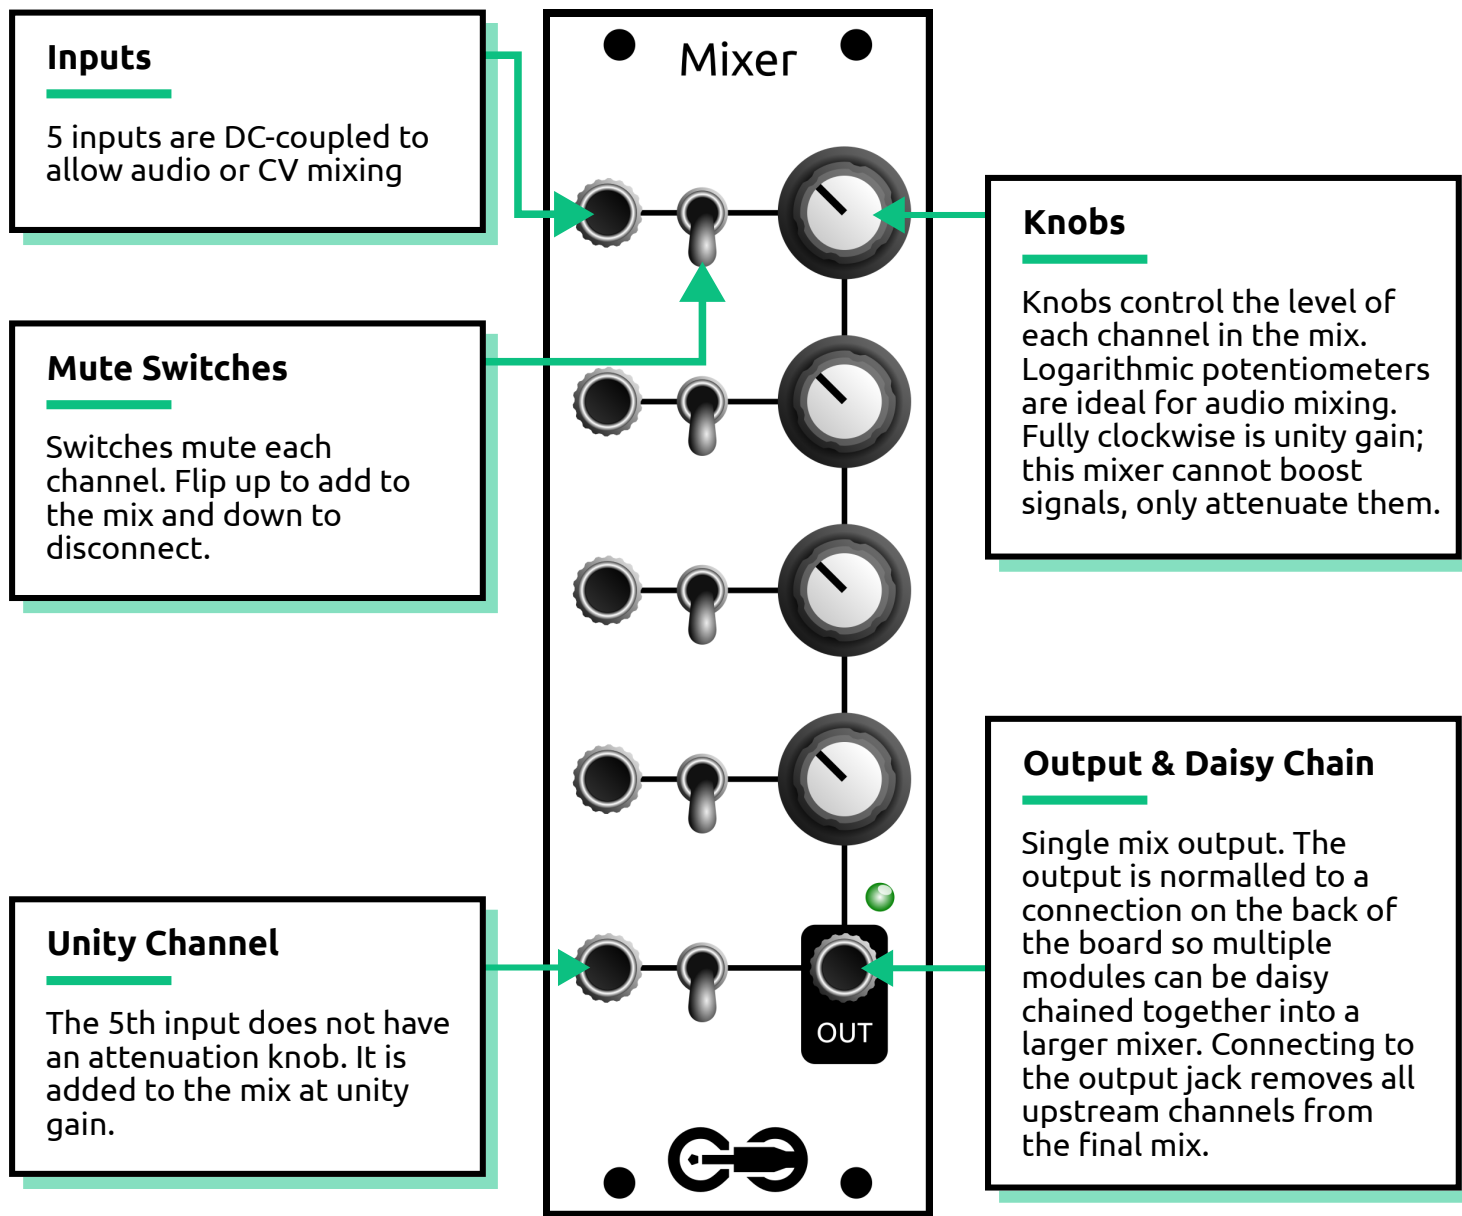 Mixer
Inputs
5 inputs are DC-coupled to
allow audio or CV mixing
Mute Switches
Switches mute each
channel. Flip up to add to
the mix and down to
disconnect.
Unity Channel
The 5th input does not have
an attenuation knob. It is
added to the mix at unity
gain.
Knobs
Knobs control the level of
each channel in the mix.
Logarithmic potentiometers
are ideal for audio mixing.
Fully clockwise is unity gain;
this mixer cannot boost
signals, only attenuate them.
Output & Daisy Chain
Single mix output. The
output is normalled to a
connection on the back of
the board so multiple
modules can be daisy
chained together into a
larger mixer. Connecting to
the output jack removes all
upstream channels from
the final mix.
OUT